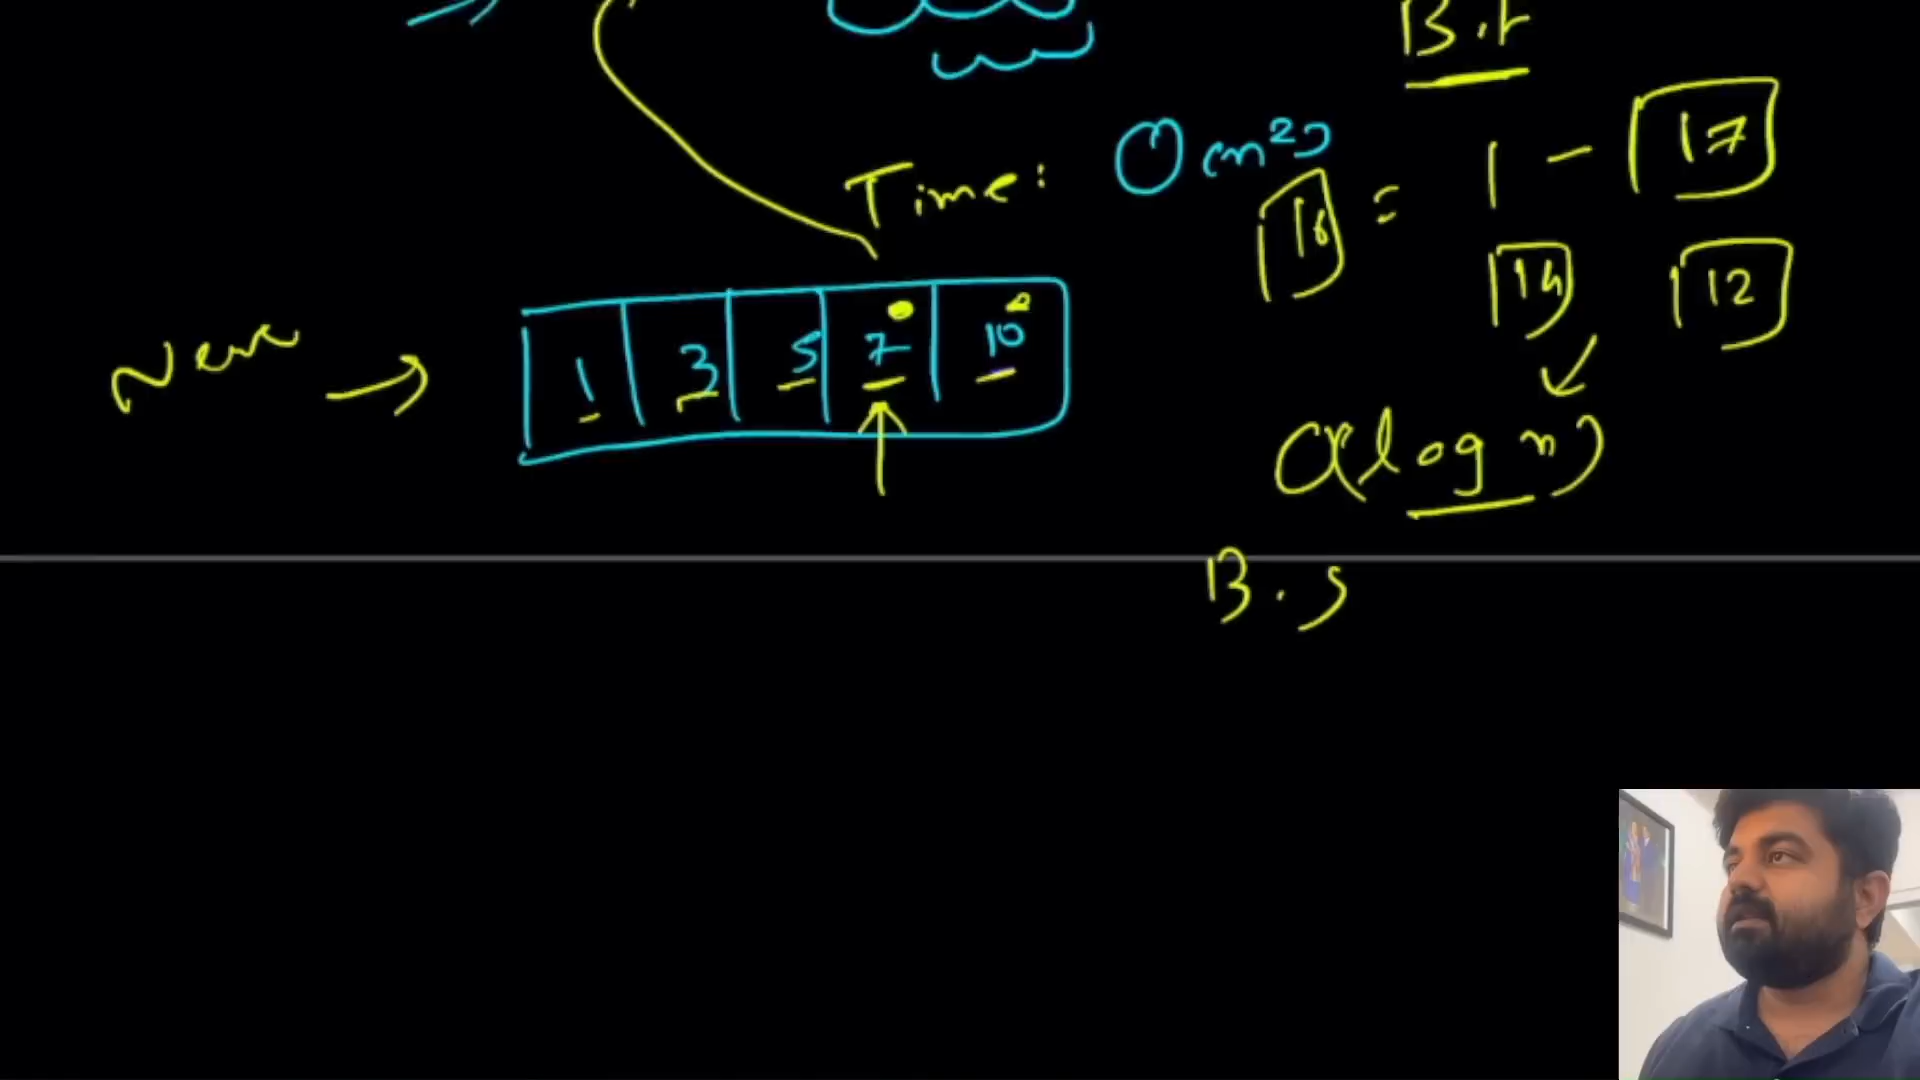 B.F
Time: O(n²)
16 = 1 - 17
14 12
New → 1 3 5 7 10
O(log n)
B.S